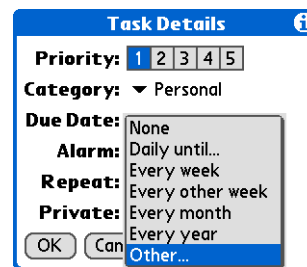 Task Details
Priority: 1 2 3 4 5
Category: Personal
Due Date:
None
Daily until...
Alarm:
Every week
Repeat:
Every other week
Private:
Every month
Every year
OK
Can
Other...